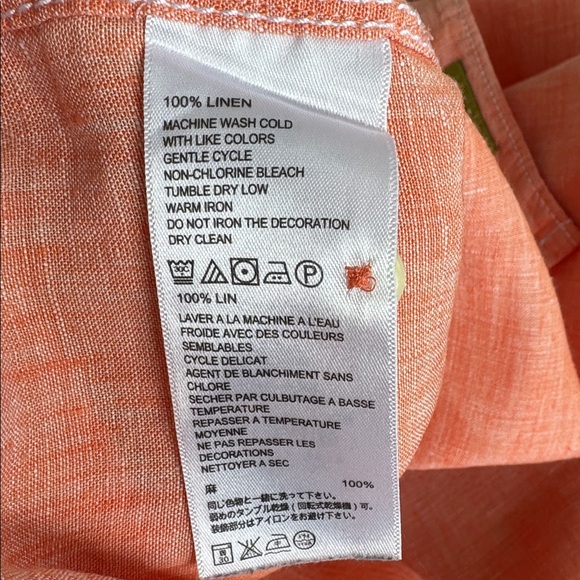 100% LINEN
MACHINE WASH COLD
WITH LIKE COLORS
GENTLE CYCLE
NON-CHLORINE BLEACH
TUMBLE DRY LOW
WARM IRON
DO NOT IRON THE DECORATION
DRY CLEAN
30C P
100% LIN
LAVER A LA MACHINE A L'EAU
FROIDE AVEC DES COULEURS
SEMBLABLES
CYCLE DELICAT
AGENT DE BLANCHIMENT SANS
CHLORE
SECHER PAR CULBUTAGE A BASSE
TEMPERATURE
REPASSER A TEMPERATURE
MOYENNE
NE PAS REPASSER LES
DECORATIONS
NETTOYER A SEC
麻 100%
同じ色物と一緒に洗って下さい。
弱めのタンブル乾燥(回転式乾燥機)可
装飾部分はアイロンをお避け下さい。